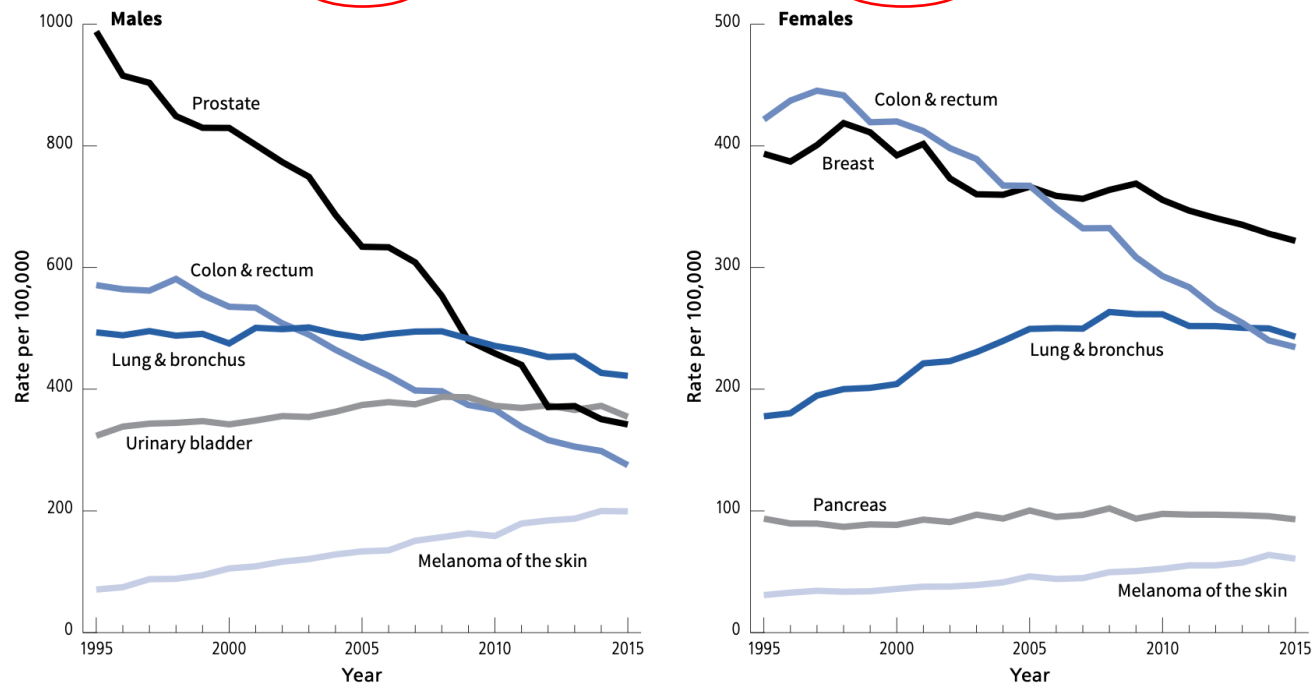 Males
1000
800
600
400
200
0
Rate per 100,000
Prostate
Colon & rectum
Lung & bronchus
Urinary bladder
Melanoma of the skin
1995
2000
2005
2010
2015
Year
Females
500
400
300
200
100
0
Rate per 100,000
Colon & rectum
Breast
Lung & bronchus
Pancreas
Melanoma of the skin
1995
2000
2005
2010
2015
Year